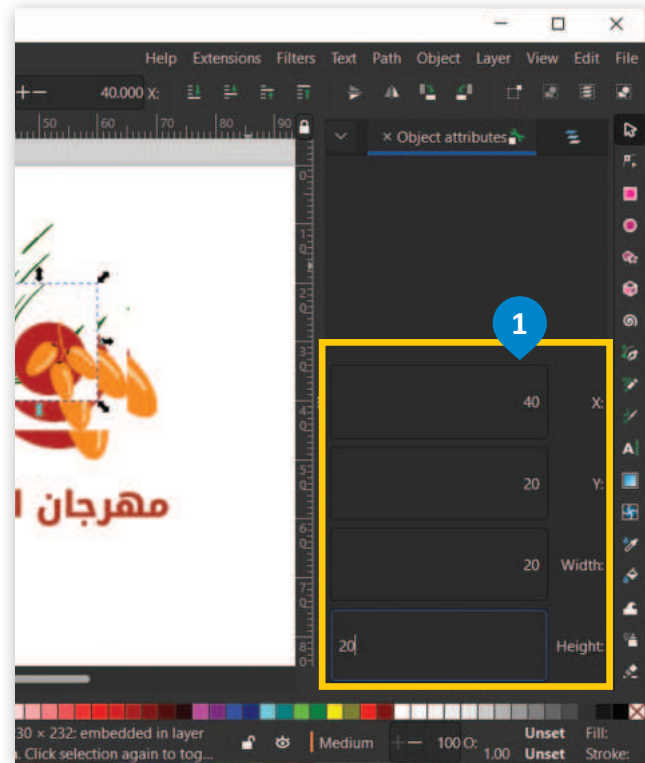 Help Extensions Filters Text Path Object Layer View Edit File
40.000 X:
50 60 70 80 90
× Object attributes
1
40 X:
20 Y:
20 Width:
20 Height:
مهرجان ا
30 × 232: embedded in layer
. Click selection again to tog...
Medium
100 O:
1.00
Unset Fill:
Unset Stroke: